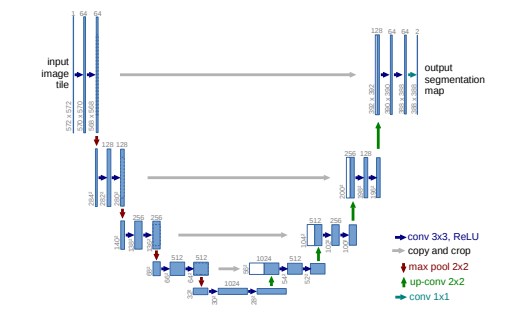 1 64 64
128 64 64 2
input
image
tile
output
segmentation
map
572 x 572
570 x 570
568 x 568
392 x 392
390 x 390
388 x 388
388 x 388
128 128
256 128
284²
282²
280²
200²
198²
196²
256 256
512 256
140²
138²
136²
104²
102²
100²
512 512
1024 512
68²
66²
64²
56²
54²
52²
1024
32²
30²
28²
conv 3x3, ReLU
copy and crop
max pool 2x2
up-conv 2x2
conv 1x1